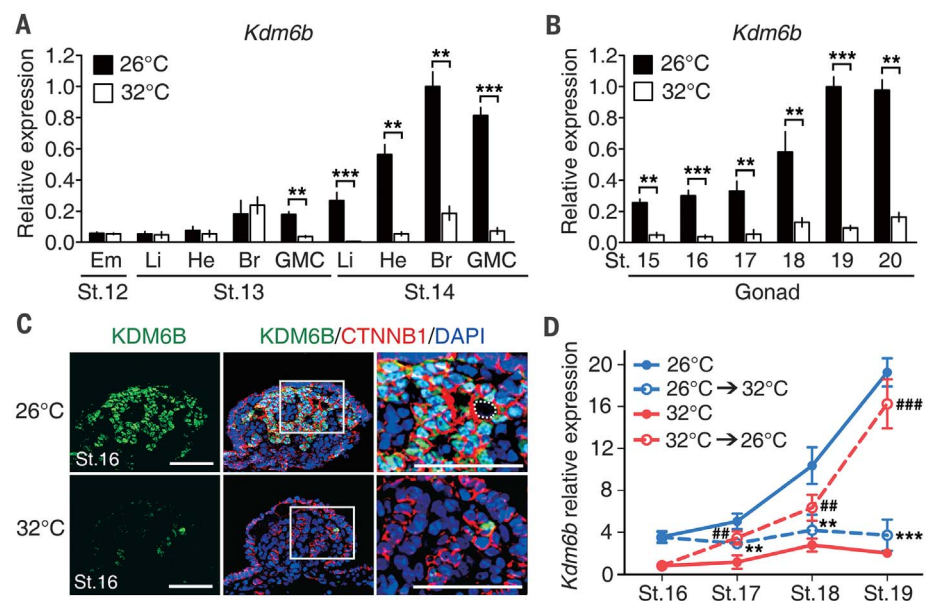 A
Kdm6b
Relative expression
1.2
1.0
0.8
0.6
0.4
0.2
0.0
26°C
32°C
**
***
**
**
***
Em Li He Br GMC Li He Br GMC
St.12 St.13 St.14
B
Kdm6b
Relative expression
1.2
1.0
0.8
0.6
0.4
0.2
0.0
26°C
32°C
**
***
**
**
***
**
St. 15 16 17 18 19 20
Gonad
C
KDM6B KDM6B/CTNNB1/DAPI
26°C
St.16
32°C
St.16
D
Kdm6b relative expression
20
16
12
8
4
0
26°C
26°C → 32°C
32°C
32°C → 26°C
##
**
##
**
###
***
St.16 St.17 St.18 St.19